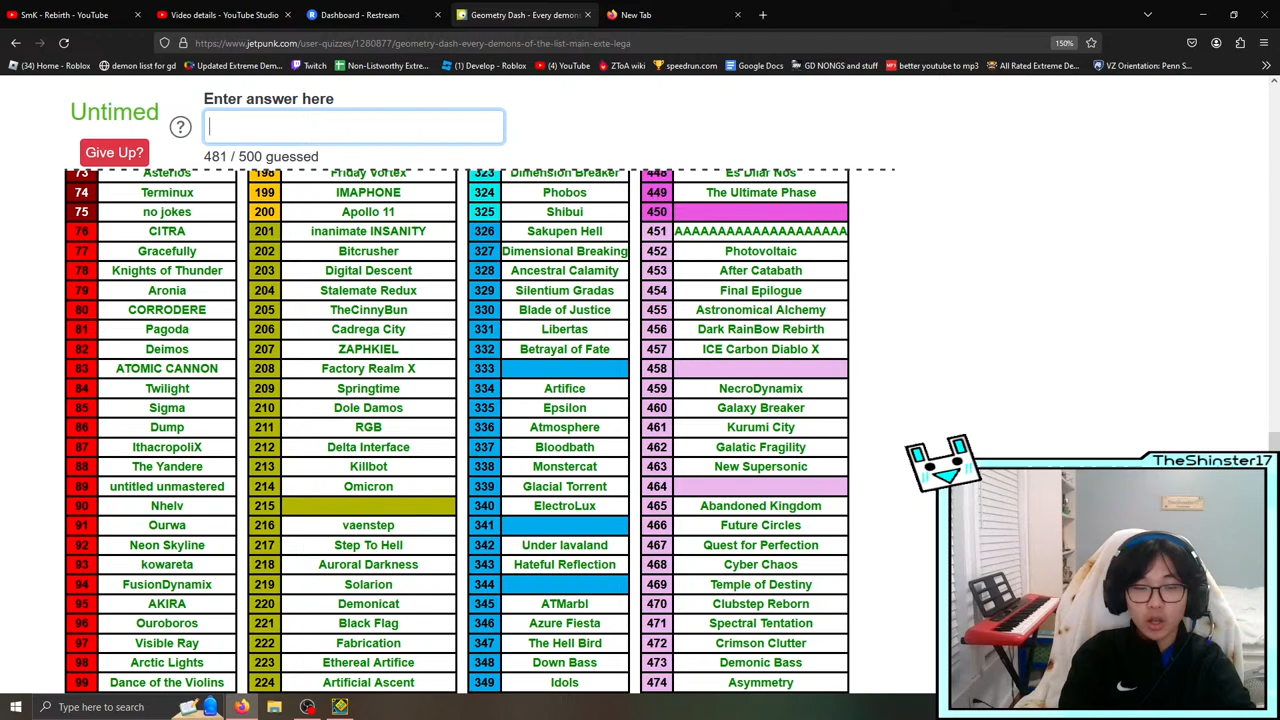 SmK - Rebirth - YouTube
Video details - YouTube Studio
Dashboard - Restream
Geometry Dash - Every demons
New Tab
https://www.jetpunk.com/user-quizzes/1280877/geometry-dash-every-demons-of-the-list-main-exte-lega
150%
(34) Home - Roblox
demon lisst for gd
Updated Extreme Dem...
Twitch
Non-Listworthy Extre...
(1) Develop - Roblox
(4) YouTube
ZToA wiki
speedrun.com
Google Docs
GD NONGS and stuff
better youtube to mp3
All Rated Extreme De...
VZ Orientation: Penn S...
Untimed
?
Give Up?
Enter answer here
481 / 500 guessed
73 Asterios 198 Friday Vortex 323 Dimension Breaker 448 Es Dilar Nos
74 Terminux 199 IMAPHONE 324 Phobos 449 The Ultimate Phase
75 no jokes 200 Apollo 11 325 Shibui 450
76 CITRA 201 inanimate INSANITY 326 Sakupen Hell 451 AAAAAAAAAAAAAAAAAAAA
77 Gracefully 202 Bitcrusher 327 Dimensional Breaking 452 Photovoltaic
78 Knights of Thunder 203 Digital Descent 328 Ancestral Calamity 453 After Catabath
79 Aronia 204 Stalemate Redux 329 Silentium Gradas 454 Final Epilogue
80 CORRODERE 205 TheCinnyBun 330 Blade of Justice 455 Astronomical Alchemy
81 Pagoda 206 Cadrega City 331 Libertas 456 Dark RainBow Rebirth
82 Deimos 207 ZAPHKIEL 332 Betrayal of Fate 457 ICE Carbon Diablo X
83 ATOMIC CANNON 208 Factory Realm X 333 458
84 Twilight 209 Springtime 334 Artifice 459 NecroDynamix
85 Sigma 210 Dole Damos 335 Epsilon 460 Galaxy Breaker
86 Dump 211 RGB 336 Atmosphere 461 Kurumi City
87 IthacropoliX 212 Delta Interface 337 Bloodbath 462 Galatic Fragility
88 The Yandere 213 Killbot 338 Monstercat 463 New Supersonic
89 untitled unmastered 214 Omicron 339 Glacial Torrent 464
90 Nhelv 215 340 ElectroLux 465 Abandoned Kingdom
91 Ourwa 216 vaenstep 341 466 Future Circles
92 Neon Skyline 217 Step To Hell 342 Under lavaland 467 Quest for Perfection
93 kowareta 218 Auroral Darkness 343 Hateful Reflection 468 Cyber Chaos
94 FusionDynamix 219 Solarion 344 469 Temple of Destiny
95 AKIRA 220 Demonicat 345 ATMarbl 470 Clubstep Reborn
96 Ouroboros 221 Black Flag 346 Azure Fiesta 471 Spectral Tentation
97 Visible Ray 222 Fabrication 347 The Hell Bird 472 Crimson Clutter
98 Arctic Lights 223 Ethereal Artifice 348 Down Bass 473 Demonic Bass
99 Dance of the Violins 224 Artificial Ascent 349 Idols 474 Asymmetry
TheShinster17
Type here to search